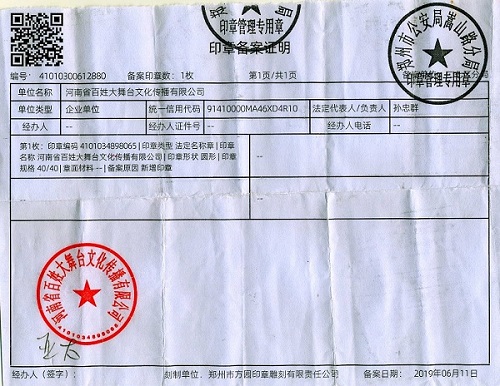 印章管理专用章
印章备案证明
郑州市公安局嵩山路分局
印章管理专用章
编号: 41010300612880 备案印章数: 1枚 第1页/共1页
单位名称 河南省百姓大舞台文化传播有限公司
单位类型 企业单位 统一信用代码 91410000MA46XD4R10 法定代表人/负责人 孙忠群
经办人 -- 经办人证件号 -- 经办人电话 --
第1枚: 印章编码 4101034898065 | 印章类型 法定名称章 | 印章
名称 河南省百姓大舞台文化传播有限公司 | 印章形状 圆形 | 印章
规格 40/40 | 章面材料 -- | 备案原因 新增印章
河南省百姓大舞台文化传播有限公司
4101034898065
经办人(签字): 刻制单位: 郑州市方圆印章雕刻有限责任公司 备案日期: 2019年06月11日